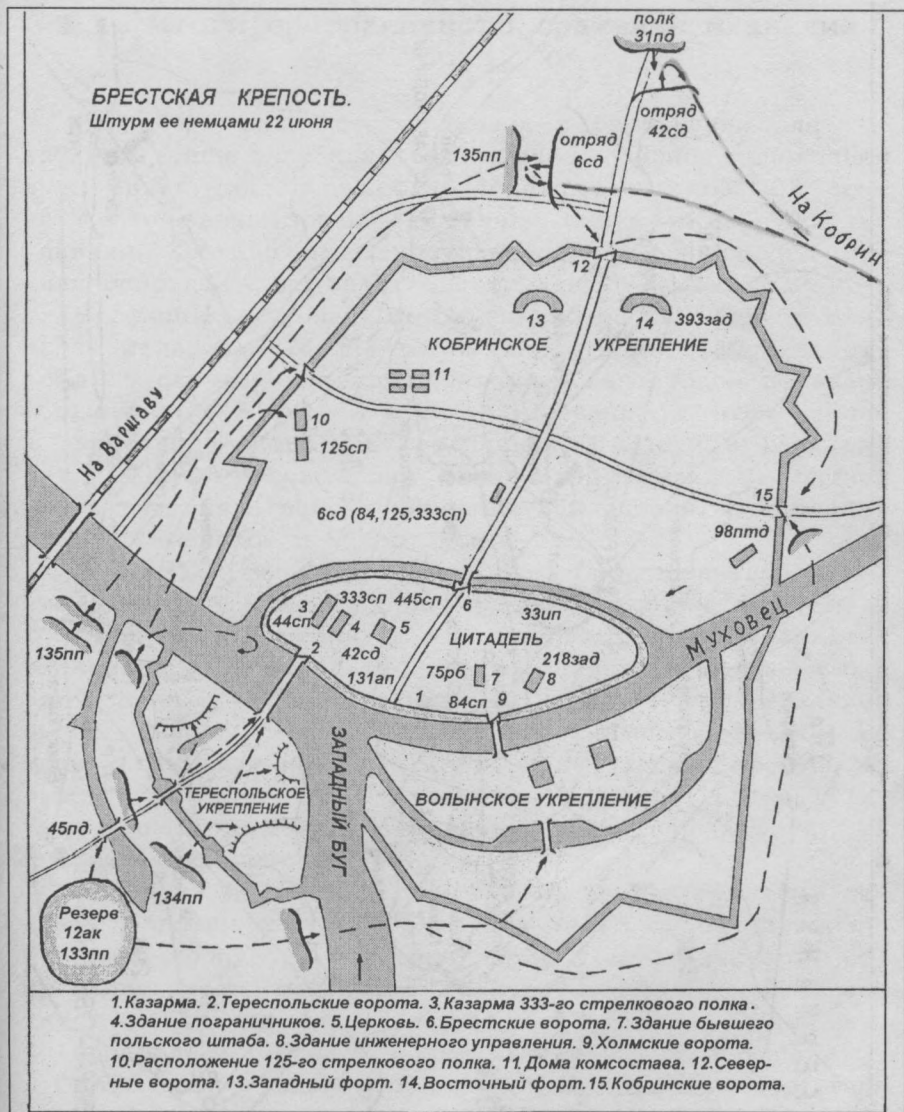 БРЕСТСКАЯ КРЕПОСТЬ.
Штурм ее немцами 22 июня
полк
31пд
отряд
42сд
отряд
6сд
135пп
На Кобрин
12
13
14
393зад
КОБРИНСКОЕ УКРЕПЛЕНИЕ
11
На Варшаву
10
125сп
15
6сд (84,125,333сп)
98птд
333сп
445сп
6
33ип
3
44сп
4
5
ЦИТАДЕЛЬ
Муховец
2
42сд
131ап
75рб
7
218зад
8
1
84сп
9
135пп
ЗАПАДНЫЙ БУГ
ТЕРЕСПОЛЬСКОЕ
УКРЕПЛЕНИЕ
ВОЛЫНСКОЕ УКРЕПЛЕНИЕ
45пд
134пп
Резерв
12ак
133пп
1.Казарма. 2.Тереспольские ворота. 3.Казарма 333-го стрелкового полка.
4.Здание пограничников. 5.Церковь. 6.Брестские ворота. 7.Здание бывшего
польского штаба. 8.Здание инженерного управления. 9.Холмские ворота.
10.Расположение 125-го стрелкового полка. 11.Дома комсостава. 12.Север-
ные ворота. 13.Западный форт. 14.Восточный форт. 15.Кобринские ворота.